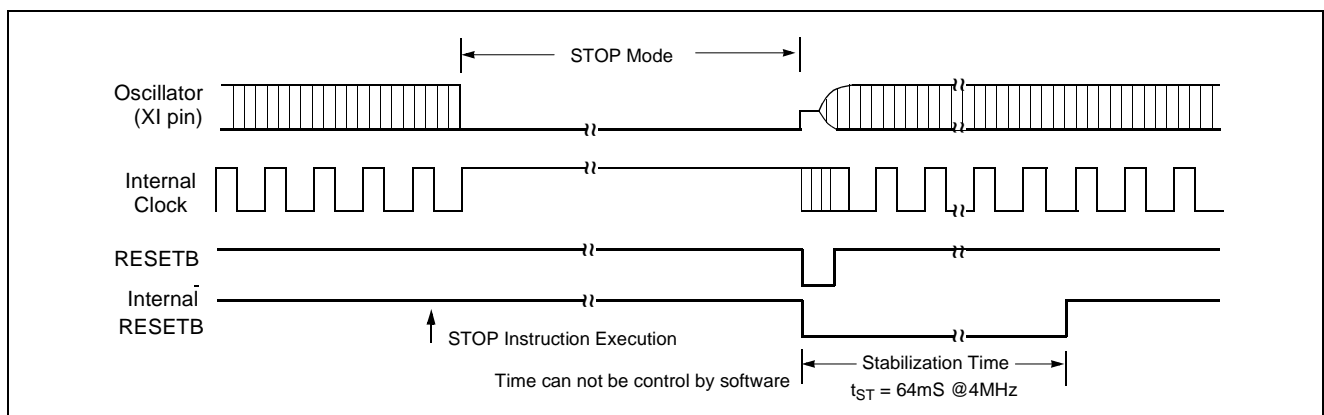 STOP Mode
Oscillator
(XI pin)
Internal
Clock
RESETB
Internal
RESETB
STOP Instruction Execution
Time can not be control by software
Stabilization Time
tST = 64mS @4MHz